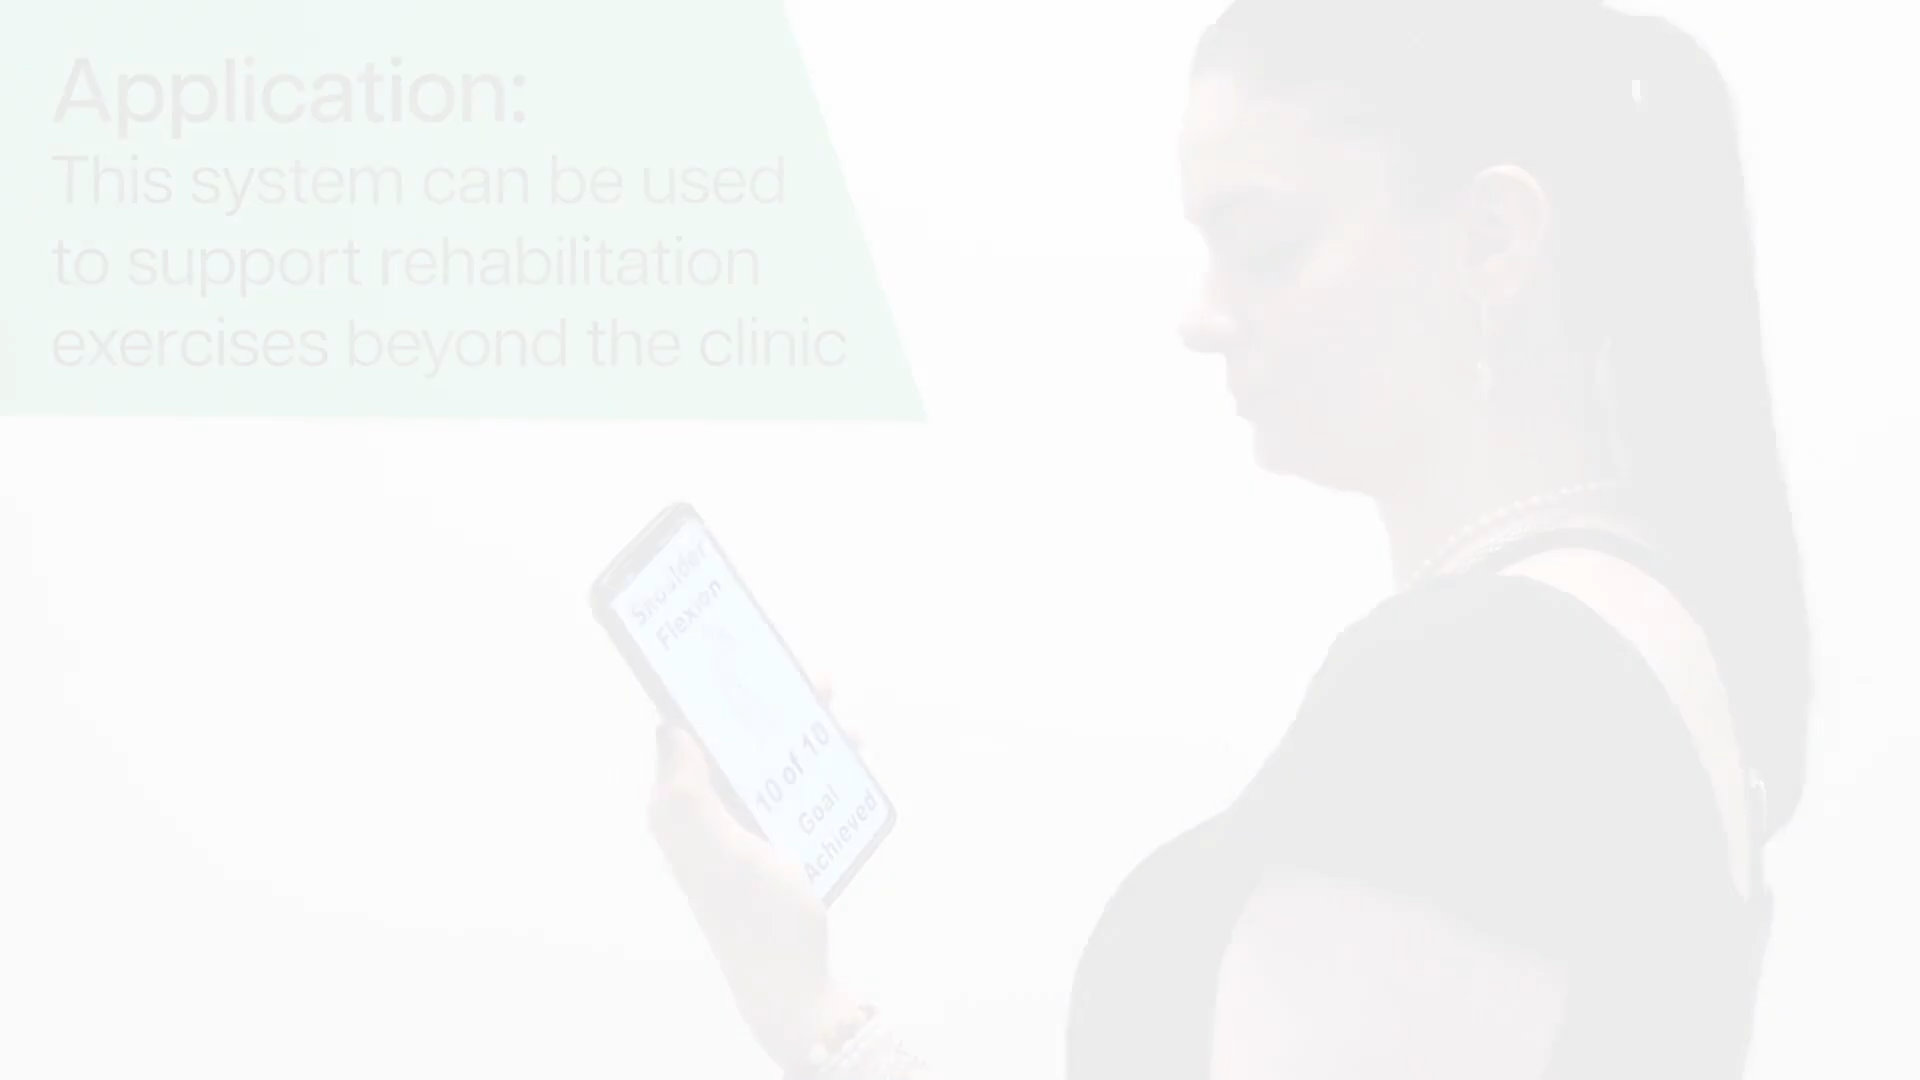 Application:
This system can be used
to support rehabilitation
exercises beyond the clinic
Shoulder
Flexion
10 of 10
Goal
Achieved